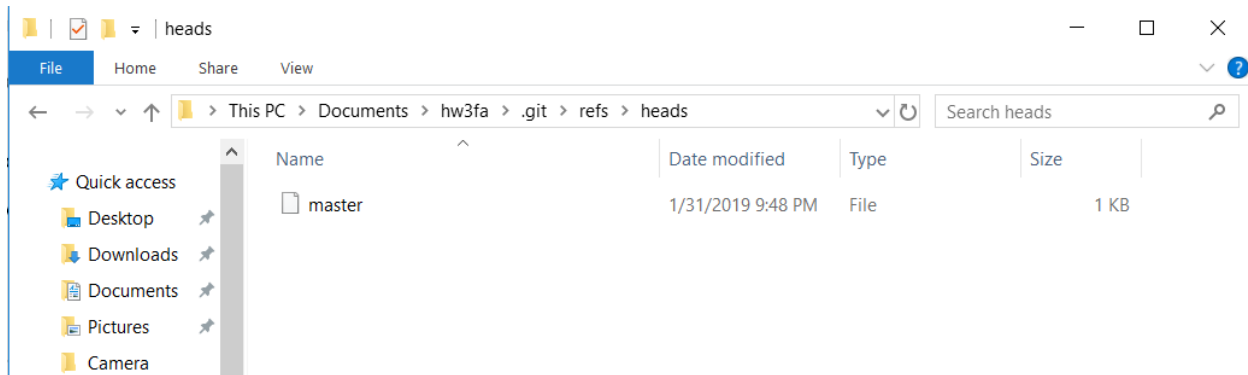 heads
File Home Share View
This PC > Documents > hw3fa > .git > refs > heads Search heads
Name Date modified Type Size
Quick access
master 1/31/2019 9:48 PM File 1 KB
Desktop
Downloads
Documents
Pictures
Camera